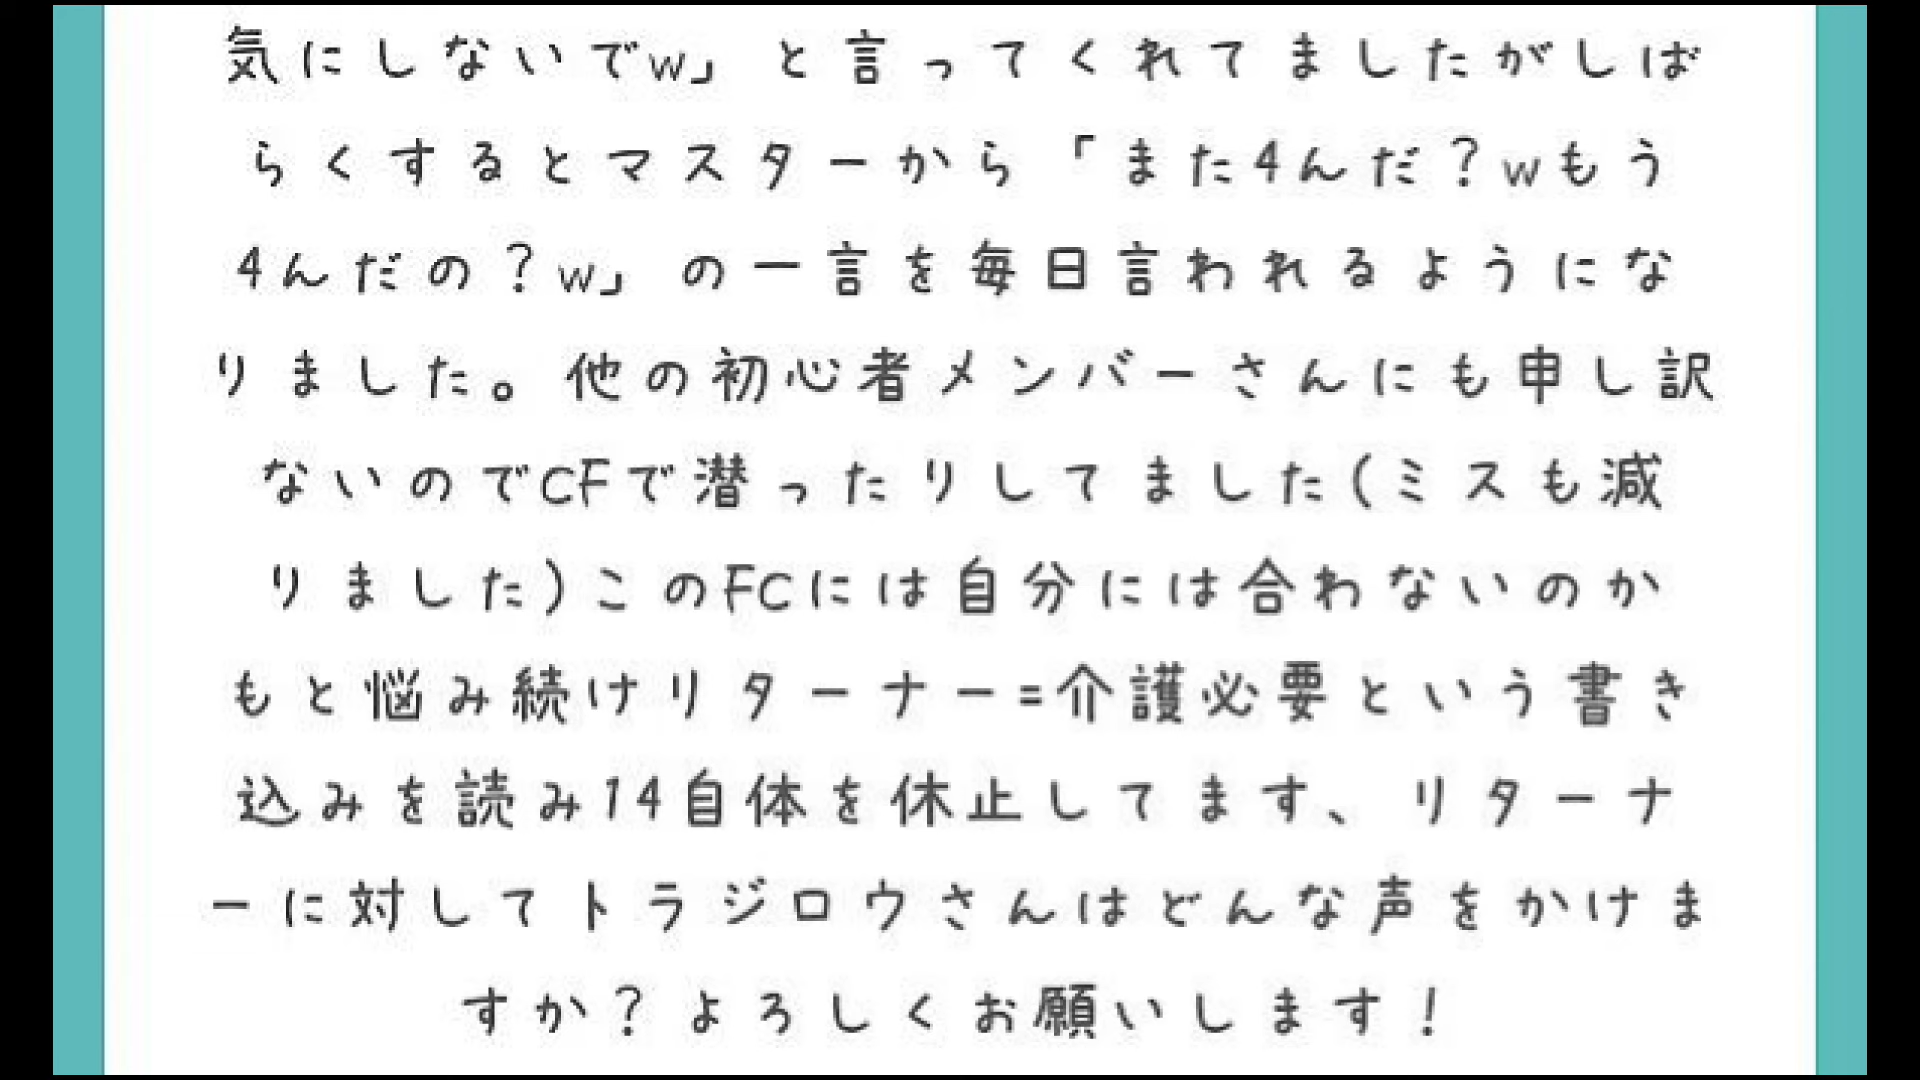 気にしないでw」と言ってくれてましたがしば
らくするとマスターから「また4んだ？wもう
4んだの？w」の一言を毎日言われるようにな
りました。他の初心者メンバーさんにも申し訳
ないのでCFで潜ったりしてました(ミスも減
りました)このFCには自分には合わないのか
もと悩み続けリターナー=介護必要という書き
込みを読み14自体を休止してます、リターナ
ーに対してトラジロウさんはどんな声をかけま
すか？よろしくお願いします！